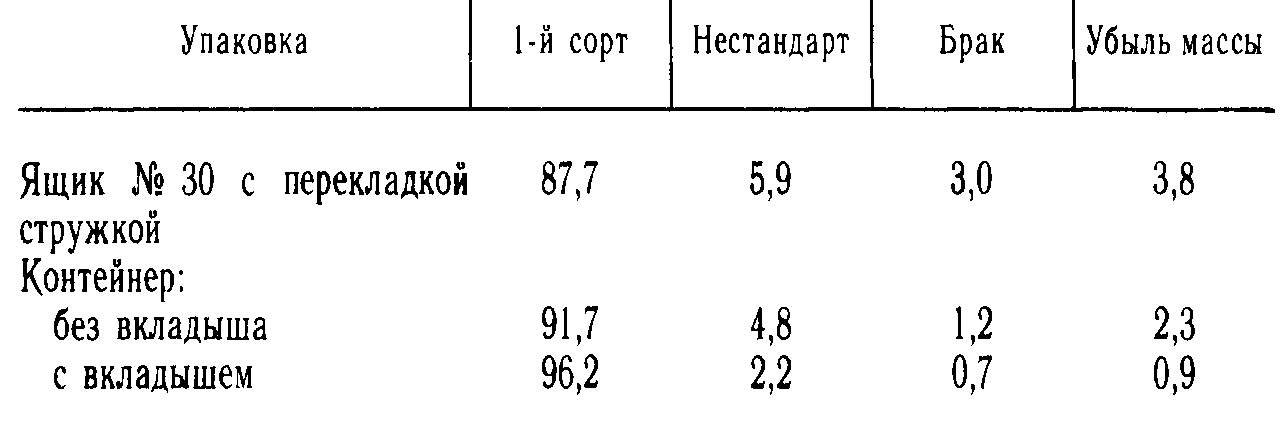 Упаковка 1-й сорт Нестандарт Брак Убыль массы
Ящик № 30 с перекладкой 87,7 5,9 3,0 3,8
стружкой
Контейнер:
без вкладыша 91,7 4,8 1,2 2,3
с вкладышем 96,2 2,2 0,7 0,9